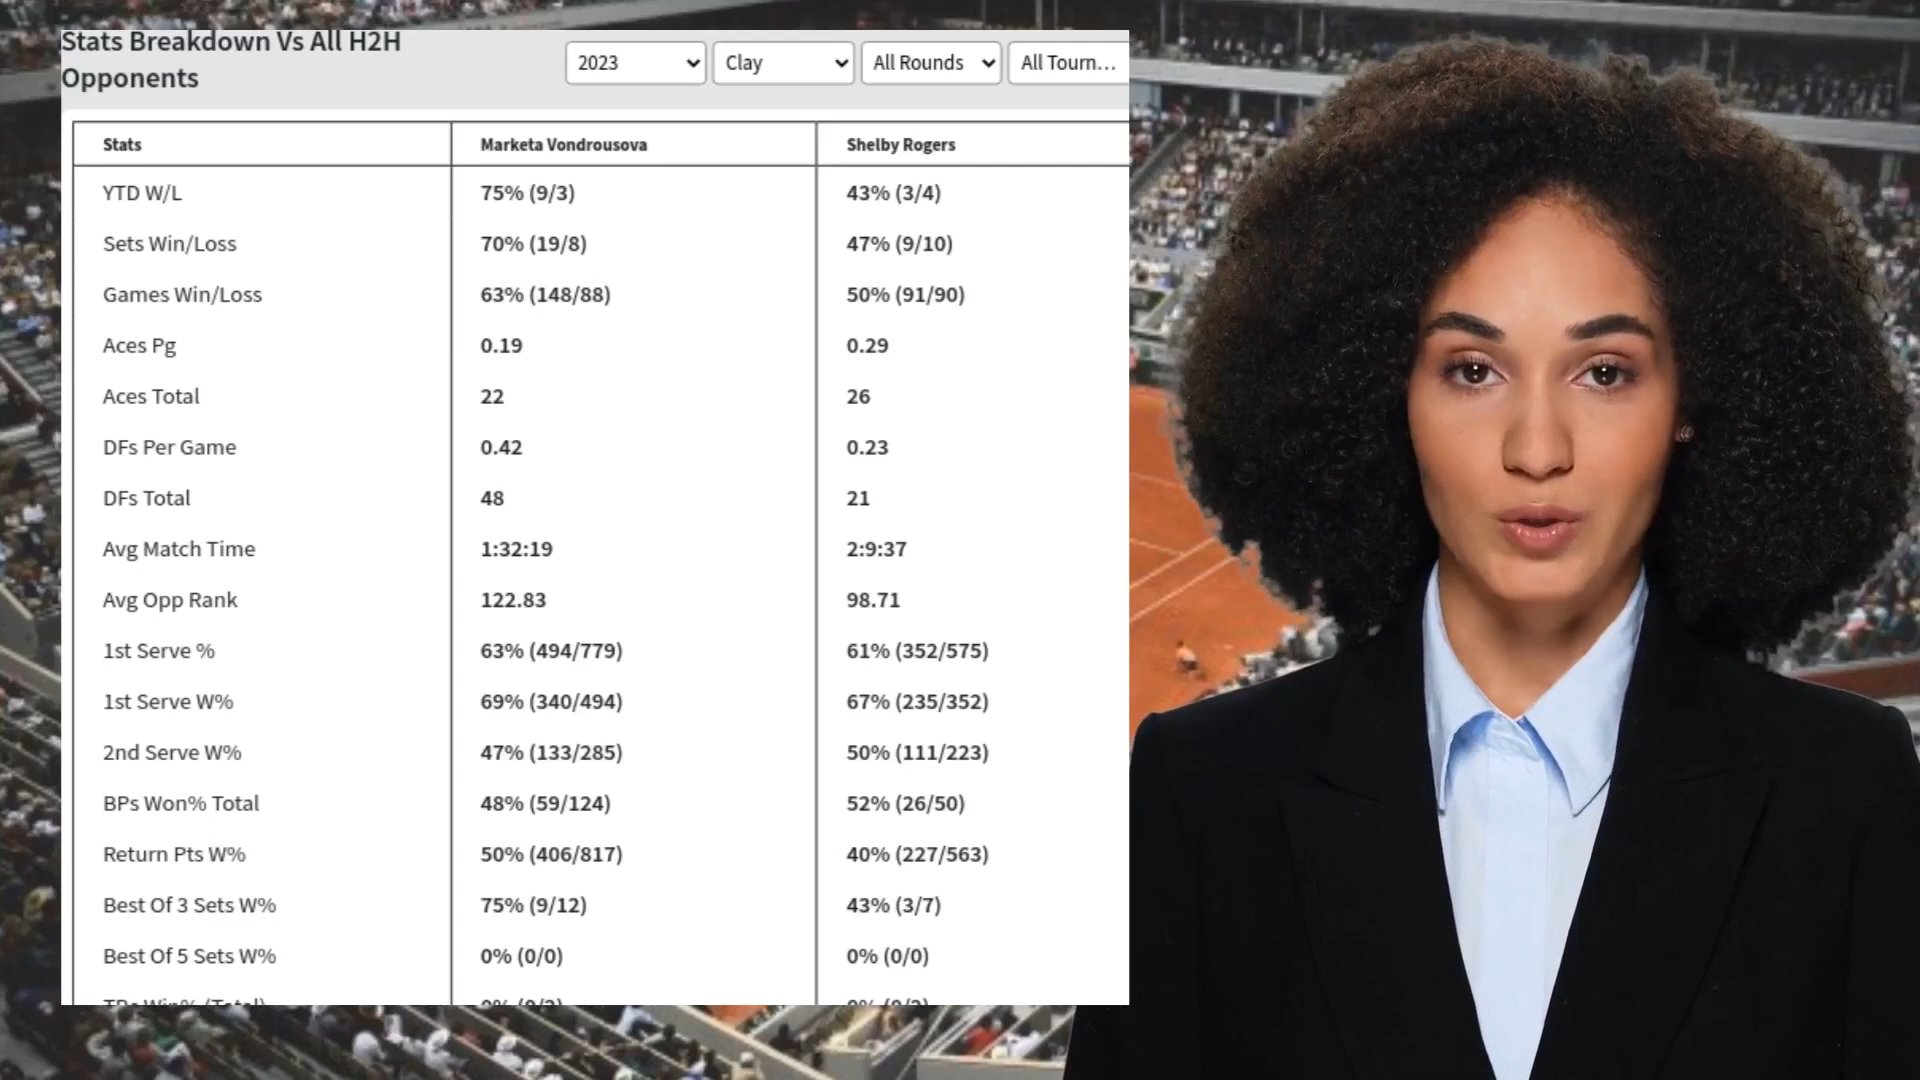 Stats Breakdown Vs All H2H
Opponents
2023 Clay All Rounds All Tourn...
Stats Marketa Vondrousova Shelby Rogers
YTD W/L 75% (9/3) 43% (3/4)
Sets Win/Loss 70% (19/8) 47% (9/10)
Games Win/Loss 63% (148/88) 50% (91/90)
Aces Pg 0.19 0.29
Aces Total 22 26
DFs Per Game 0.42 0.23
DFs Total 48 21
Avg Match Time 1:32:19 2:9:37
Avg Opp Rank 122.83 98.71
1st Serve % 63% (494/779) 61% (352/575)
1st Serve W% 69% (340/494) 67% (235/352)
2nd Serve W% 47% (133/285) 50% (111/223)
BPs Won% Total 48% (59/124) 52% (26/50)
Return Pts W% 50% (406/817) 40% (227/563)
Best Of 3 Sets W% 75% (9/12) 43% (3/7)
Best Of 5 Sets W% 0% (0/0) 0% (0/0)